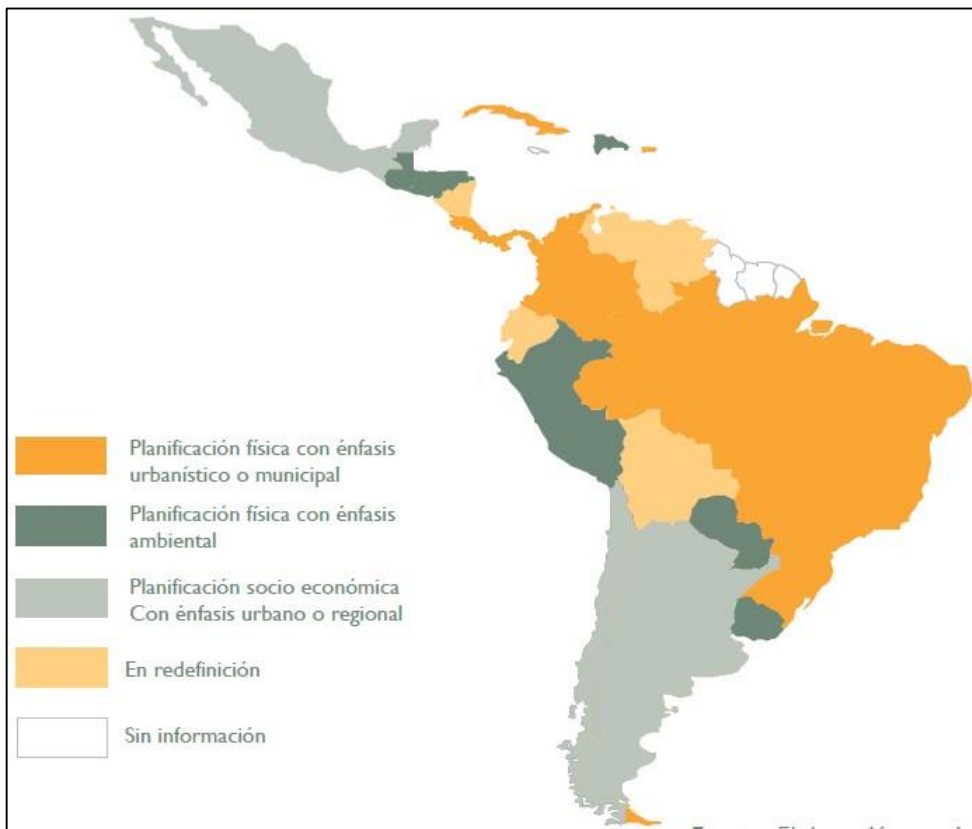 Planificación física con énfasis
urbanístico o municipal
Planificación física con énfasis
ambiental
Planificación socio económica
Con énfasis urbano o regional
En redefinición
Sin información